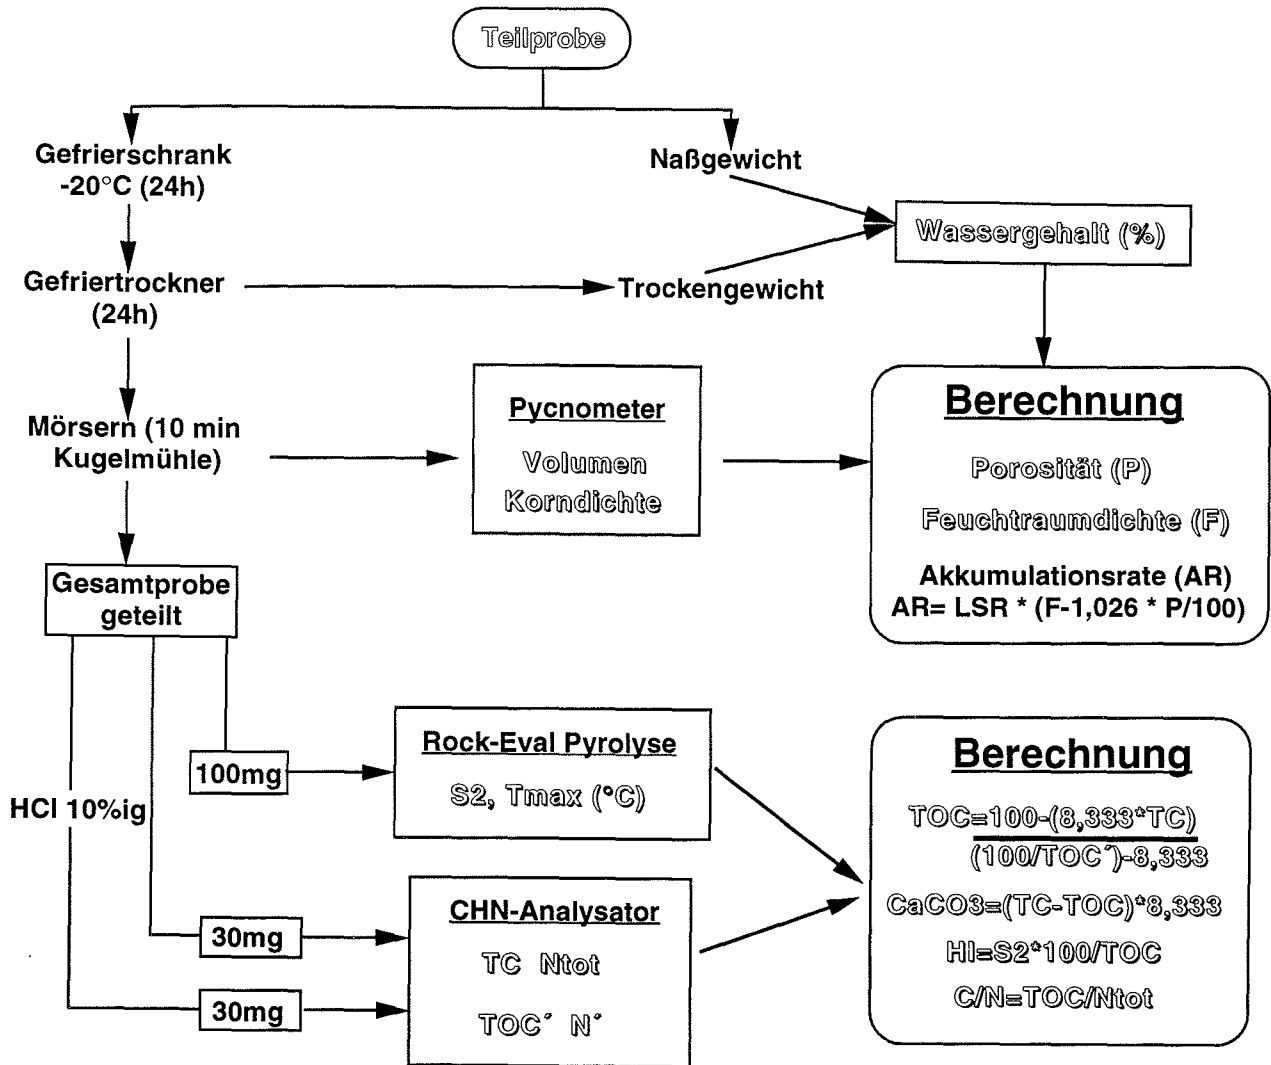 Teilprobe
Gefrierschrank
-20°C (24h)
Naßgewicht
Wassergehalt (%)
Gefriertrockner
(24h)
Trockengewicht
Mörsern (10 min
Kugelmühle)
Pycnometer
Volumen
Korndichte
Berechnung
Porosität (P)
Feuchtraumdichte (F)
Akkumulationsrate (AR)
AR= LSR * (F-1,026 * P/100)
Gesamtprobe
geteilt
100mg
HCl 10%ig
30mg
30mg
Rock-Eval Pyrolyse
S2, Tmax (°C)
CHN-Analysator
TC Ntot
TOC´ N´
Berechnung
TOC=100-(8,333*TC)
(100/TOC´)-8,333
CaCO3=(TC-TOC)*8,333
HI=S2*100/TOC
C/N=TOC/Ntot